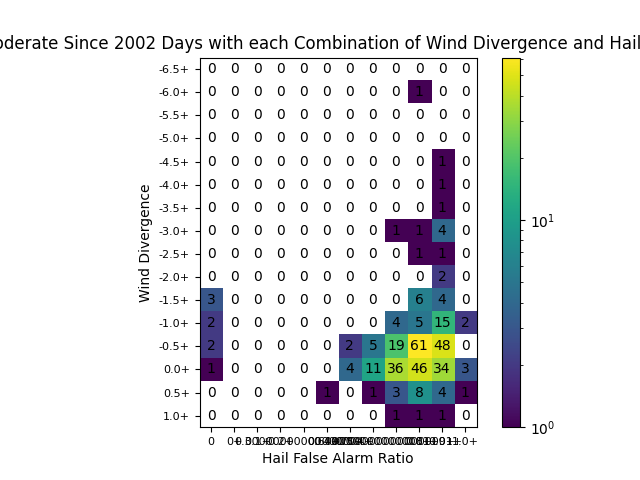 oderate Since 2002 Days with each Combination of Wind Divergence and Hail
-6.5+ 0 0 0 0 0 0 0 0 0 0 0 0
-6.0+ 0 0 0 0 0 0 0 0 0 1 0 0
-5.5+ 0 0 0 0 0 0 0 0 0 0 0 0
-5.0+ 0 0 0 0 0 0 0 0 0 0 0 0
-4.5+ 0 0 0 0 0 0 0 0 0 0 1 0
-4.0+ 0 0 0 0 0 0 0 0 0 0 1 0
-3.5+ 0 0 0 0 0 0 0 0 0 0 1 0
-3.0+ 0 0 0 0 0 0 0 0 1 1 4 0
-2.5+ 0 0 0 0 0 0 0 0 0 1 1 0
-2.0+ 0 0 0 0 0 0 0 0 0 0 2 0
-1.5+ 3 0 0 0 0 0 0 0 0 6 4 0
-1.0+ 2 0 0 0 0 0 0 0 4 5 15 2
-0.5+ 2 0 0 0 0 0 2 5 19 61 48 0
0.0+ 1 0 0 0 0 0 4 11 36 46 34 3
0.5+ 0 0 0 0 0 1 0 1 3 8 4 1
1.0+ 0 0 0 0 0 0 0 0 1 1 1 0
0
Hail False Alarm Ratio
Wind Divergence
10¹
10⁰